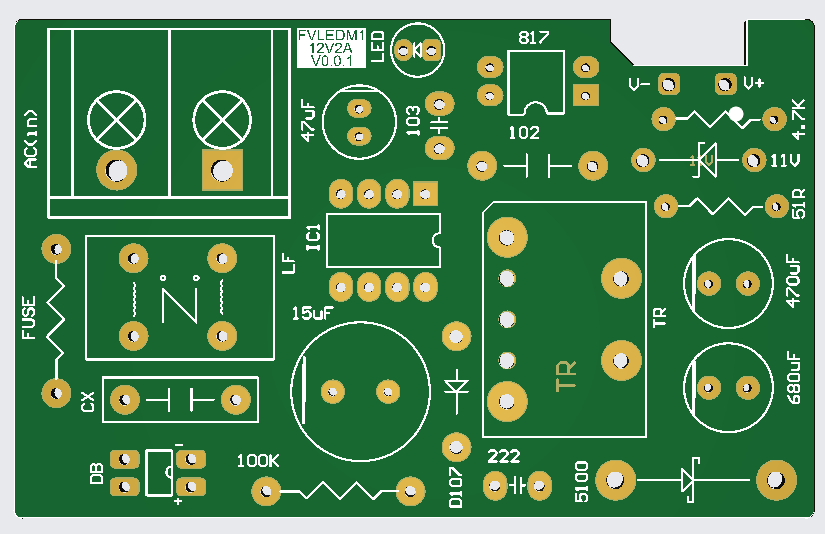 FVLEDM1
12V2A
V0.0.1
LED
817
V-
V+
AC(in)
47uF
103
102
4.7K
11V
51R
IC1
LF
470uF
FUSE
15uF
TR
TR
680uF
CX
DB
-
+
100K
D107
222
5100